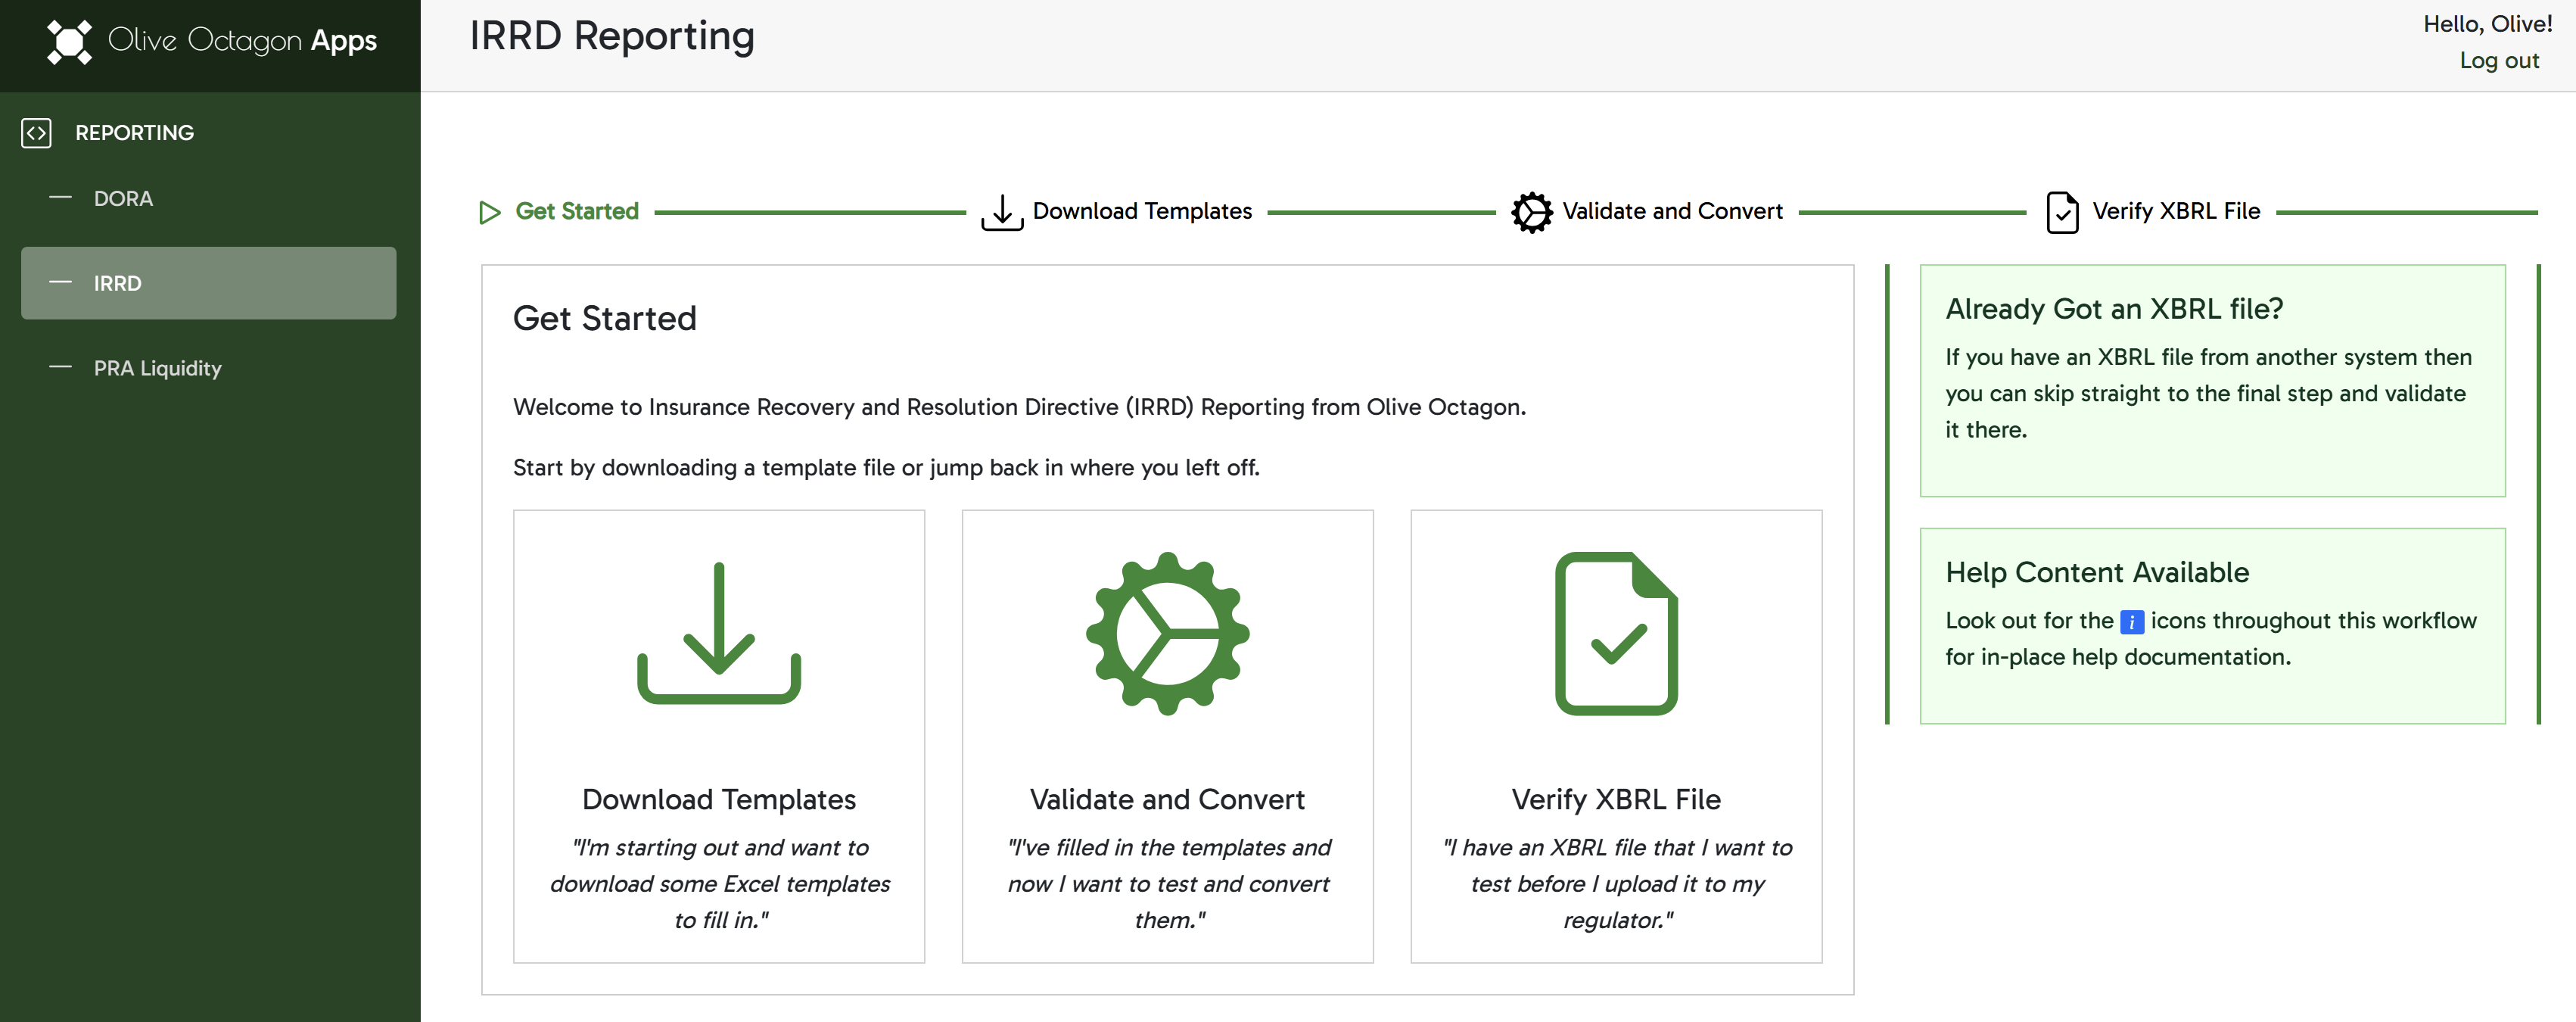 Olive Octagon Apps
IRRD Reporting
Hello, Olive!
Log out
REPORTING
DORA
IRRD
PRA Liquidity
Get Started
Download Templates
Validate and Convert
Verify XBRL File
Get Started
Welcome to Insurance Recovery and Resolution Directive (IRRD) Reporting from Olive Octagon.
Start by downloading a template file or jump back in where you left off.
Download Templates
"I'm starting out and want to
download some Excel templates
to fill in."
Validate and Convert
"I've filled in the templates and
now I want to test and convert
them."
Verify XBRL File
"I have an XBRL file that I want to
test before I upload it to my
regulator."
Already Got an XBRL file?
If you have an XBRL file from another system then
you can skip straight to the final step and validate
it there.
Help Content Available
Look out for the i icons throughout this workflow
for in-place help documentation.